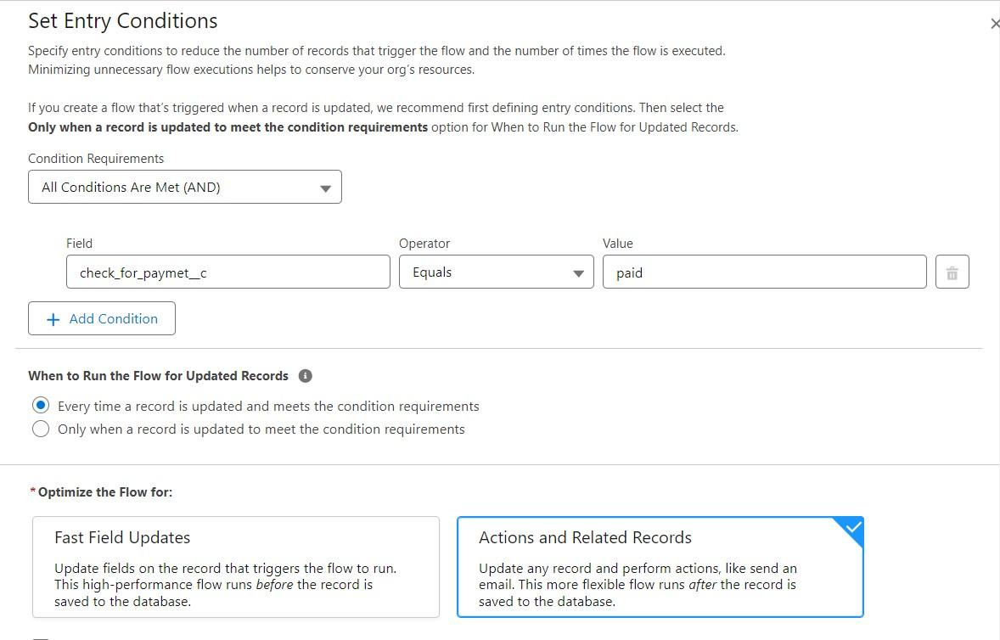 Set Entry Conditions
Specify entry conditions to reduce the number of records that trigger the flow and the number of times the flow is executed.
Minimizing unnecessary flow executions helps to conserve your org's resources.
If you create a flow that's triggered when a record is updated, we recommend first defining entry conditions. Then select the
Only when a record is updated to meet the condition requirements option for When to Run the Flow for Updated Records.
Condition Requirements
All Conditions Are Met (AND)
Field Operator Value
check_for_paymet__c Equals paid
+ Add Condition
When to Run the Flow for Updated Records
Every time a record is updated and meets the condition requirements
Only when a record is updated to meet the condition requirements
* Optimize the Flow for:
Fast Field Updates
Update fields on the record that triggers the flow to run.
This high-performance flow runs before the record is
saved to the database.
Actions and Related Records
Update any record and perform actions, like send an
email. This more flexible flow runs after the record is
saved to the database.